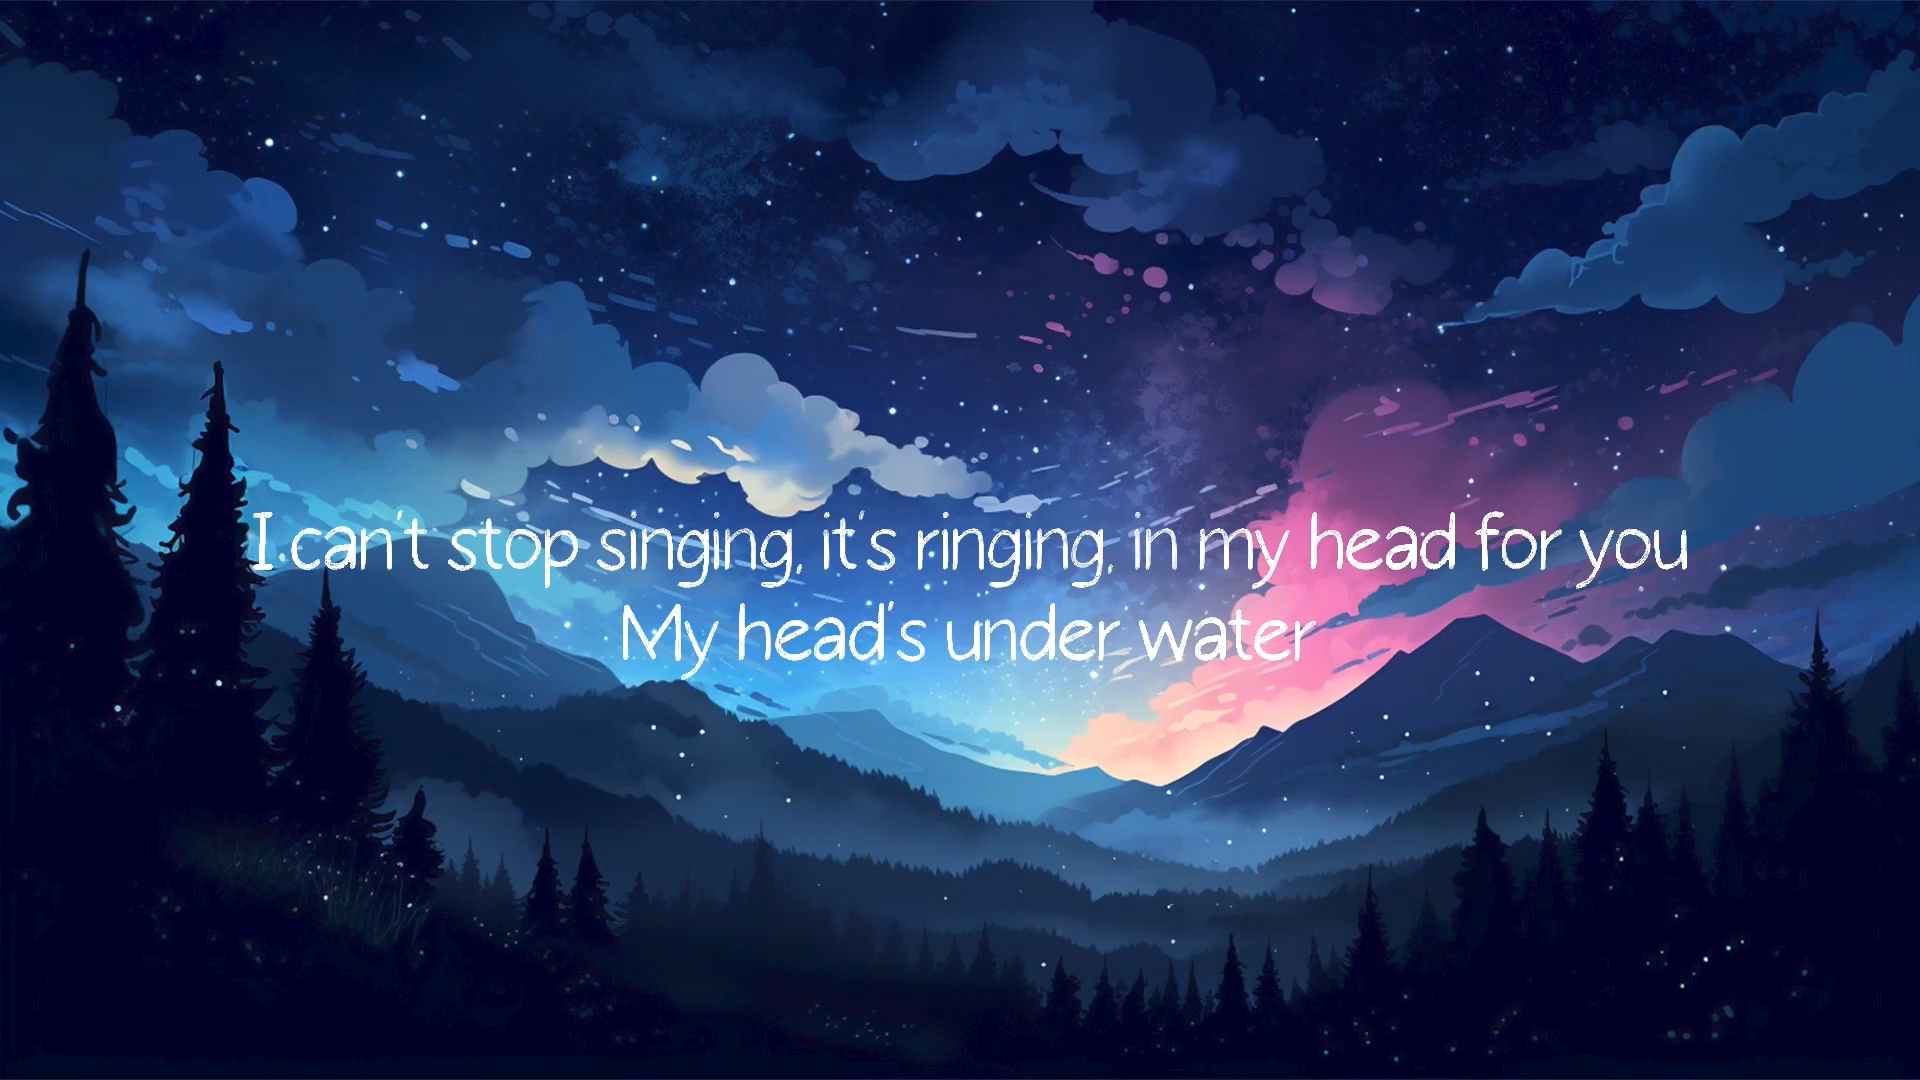 I can't stop singing, it's ringing, in my head for you
My head's under water